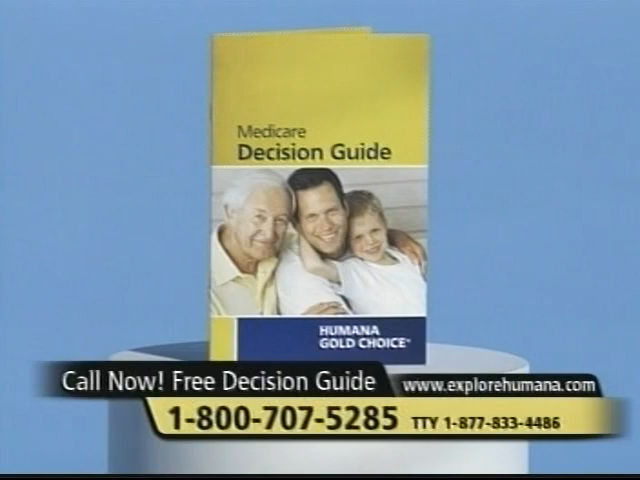 Medicare
Decision Guide
HUMANA
GOLD CHOICE
Call Now! Free Decision Guide
www.explorehumana.com
1-800-707-5285 TTY 1-877-833-4486